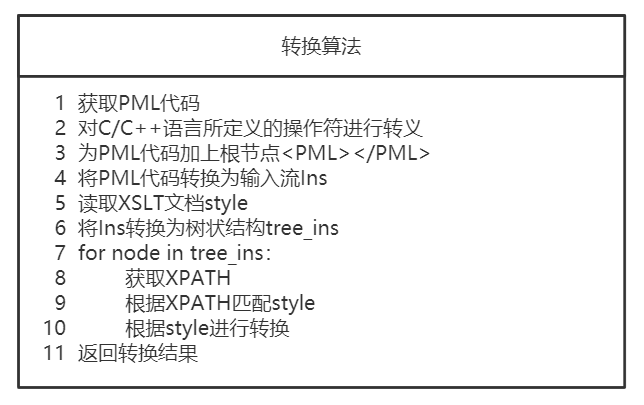 转换算法
1 获取PML代码
2 对C/C++语言所定义的操作符进行转义
3 为PML代码加上根节点<PML></PML>
4 将PML代码转换为输入流Ins
5 读取XSLT文档style
6 将Ins转换为树状结构tree_ins
7 for node in tree_ins:
8 获取XPATH
9 根据XPATH匹配style
10 根据style进行转换
11 返回转换结果